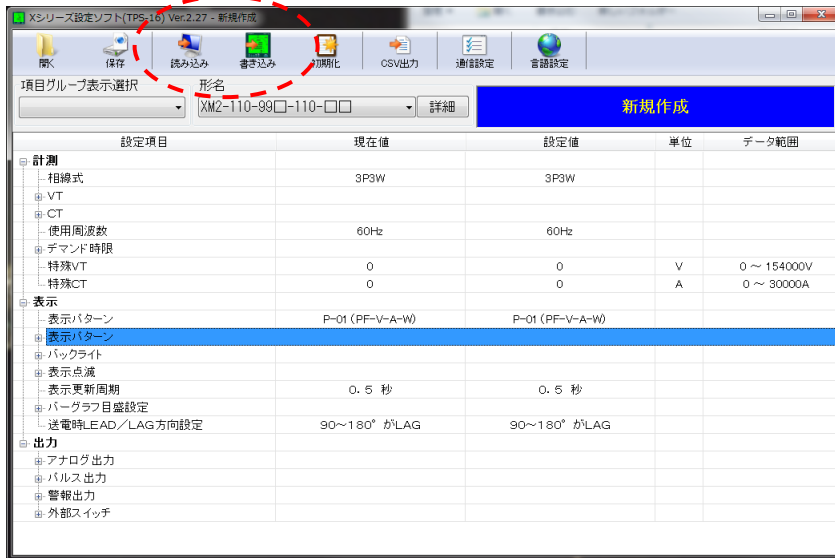 Xシリーズ設定ソフト(TPS-16) Ver.2.27 - 新規作成
開く 保存 読み込み 書き込み 初期化 CSV出力 通信設定 言語設定
項目グループ表示選択 形名
XM2-110-99□-110-□□ 詳細 新規作成
設定項目 現在値 設定値 単位 データ範囲
計測
相線式 3P3W 3P3W
VT
CT
使用周波数 60Hz 60Hz
デマンド時限
特殊VT 0 0 V 0 ～ 154000V
特殊CT 0 0 A 0 ～ 30000A
表示
表示パターン P-01 (PF-V-A-W) P-01 (PF-V-A-W)
表示パターン
バックライト
表示点滅
表示更新周期 0.5 秒 0.5 秒
バーグラフ目盛設定
送電時LEAD／LAG方向設定 90～180° がLAG 90～180° がLAG
出力
アナログ出力
パルス出力
警報出力
外部スイッチ